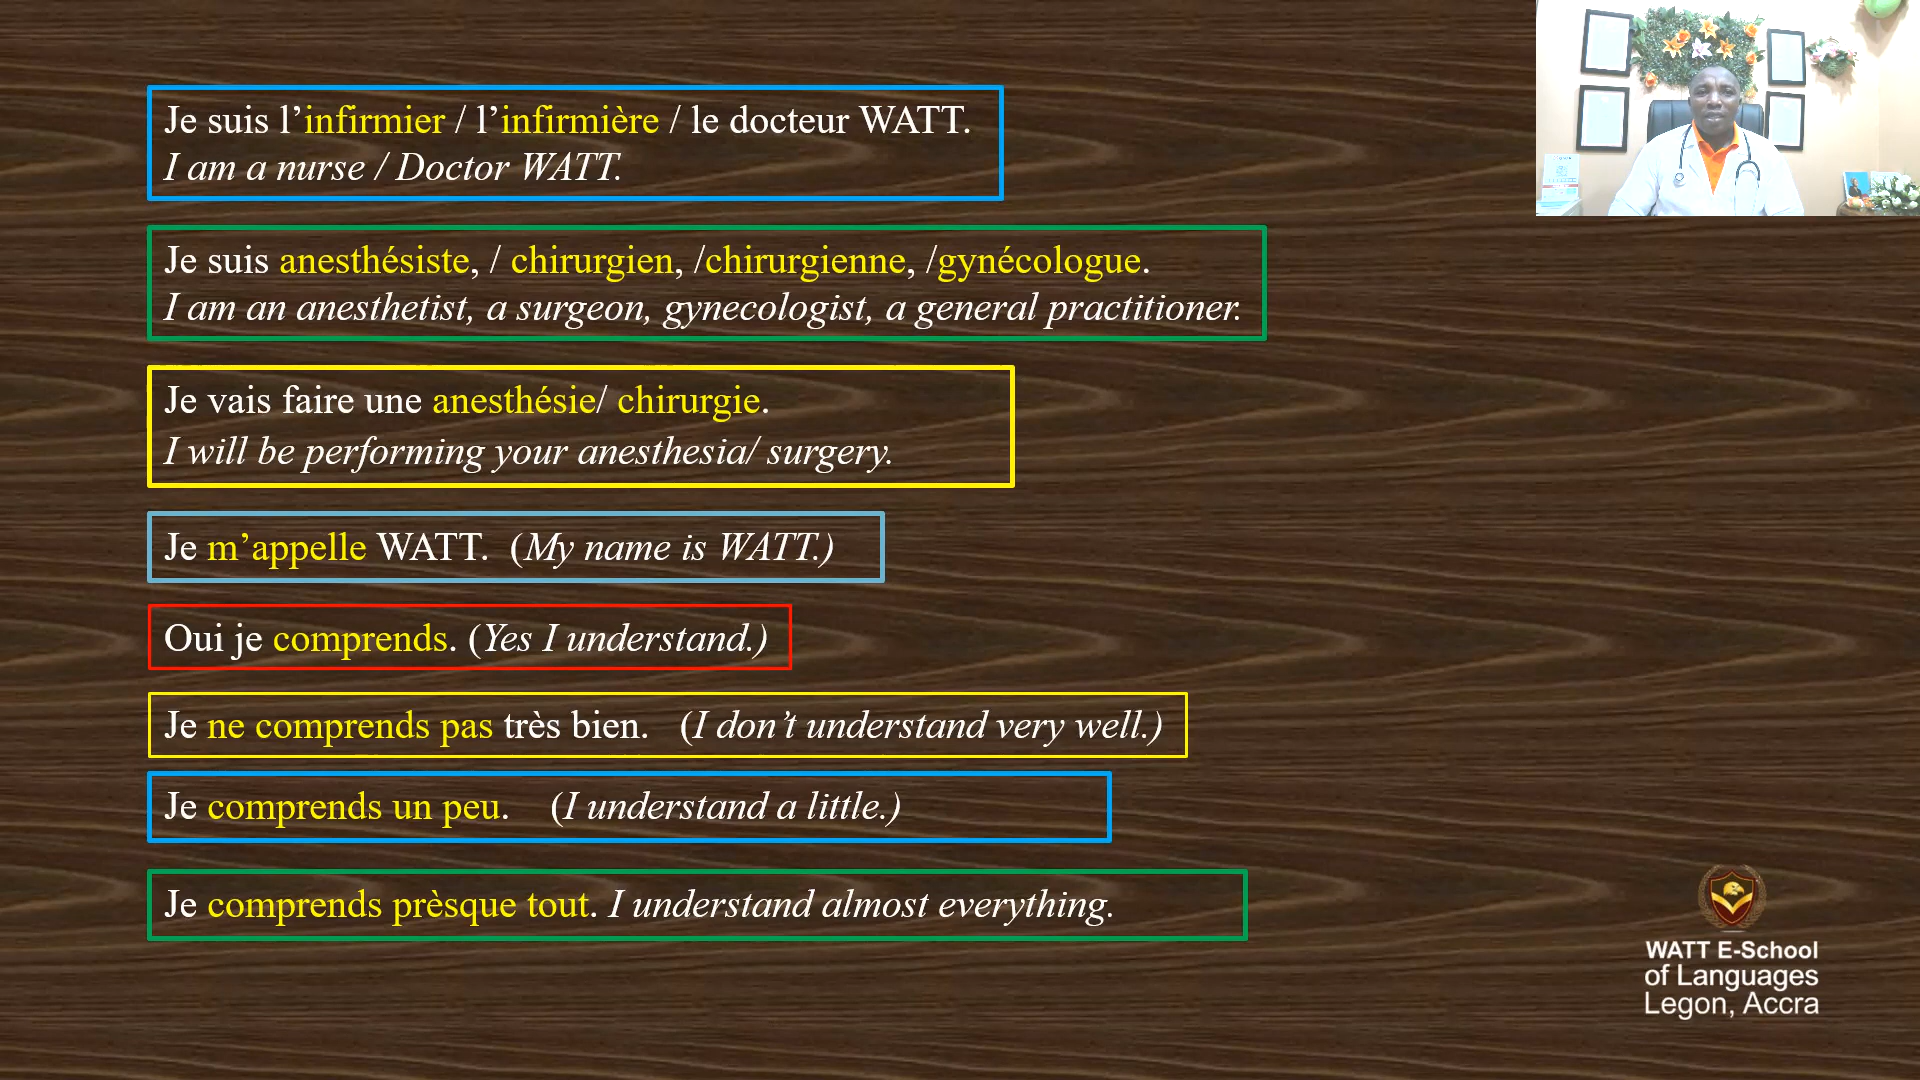 Je suis l’infirmier / l’infirmière / le docteur WATT.
I am a nurse / Doctor WATT.
Je suis anesthésiste, / chirurgien, /chirurgienne, /gynécologue.
I am an anesthetist, a surgeon, gynecologist, a general practitioner.
Je vais faire une anesthésie/ chirurgie.
I will be performing your anesthesia/ surgery.
Je m’appelle WATT. (My name is WATT.)
Oui je comprends. (Yes I understand.)
Je ne comprends pas très bien. (I don’t understand very well.)
Je comprends un peu. (I understand a little.)
Je comprends prèsque tout. I understand almost everything.
WATT E-School
of Languages
Legon, Accra